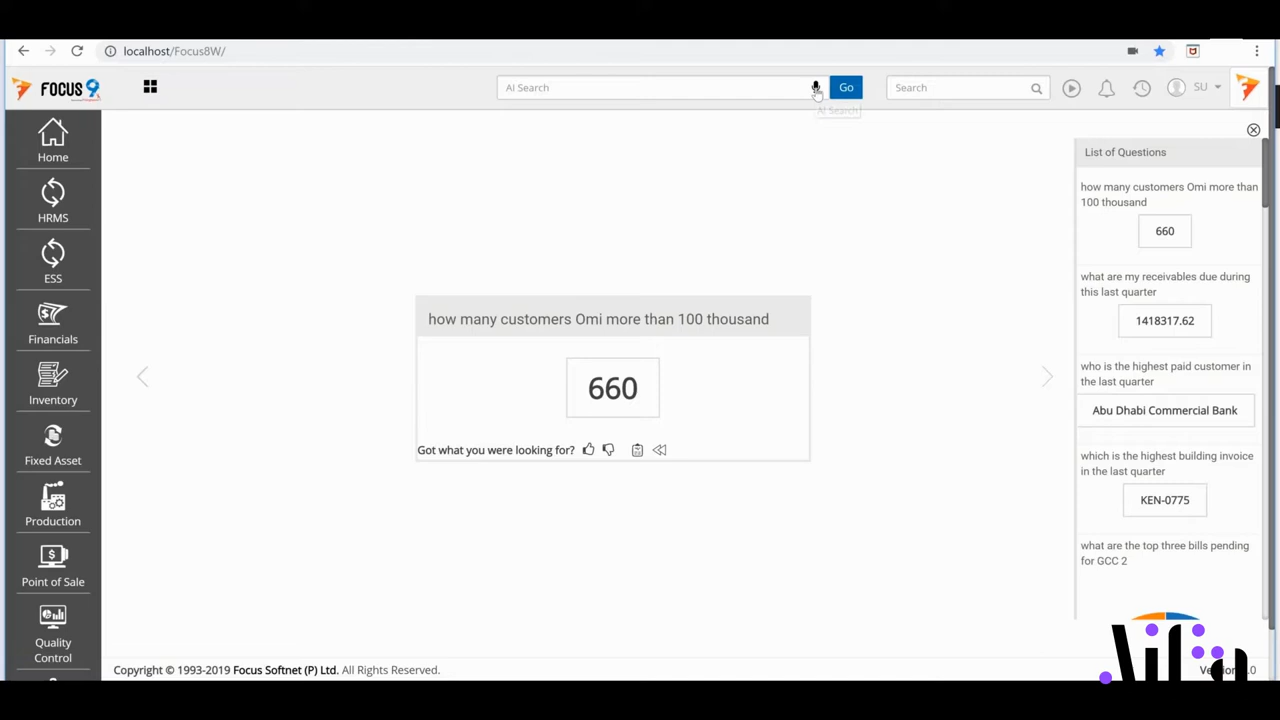 localhost/Focus8W/
FOCUS 9
AI Search
Go
Search
SU
AI Search
Home
HRMS
ESS
Financials
Inventory
Fixed Asset
Production
Point of Sale
Quality
Control
how many customers Omi more than 100 thousand
660
Got what you were looking for?
List of Questions
how many customers Omi more than
100 thousand
660
what are my receivables due during
this last quarter
1418317.62
who is the highest paid customer in
the last quarter
Abu Dhabi Commercial Bank
which is the highest building invoice
in the last quarter
KEN-0775
what are the top three bills pending
for GCC 2
Copyright © 1993-2019 Focus Softnet (P) Ltd. All Rights Reserved.